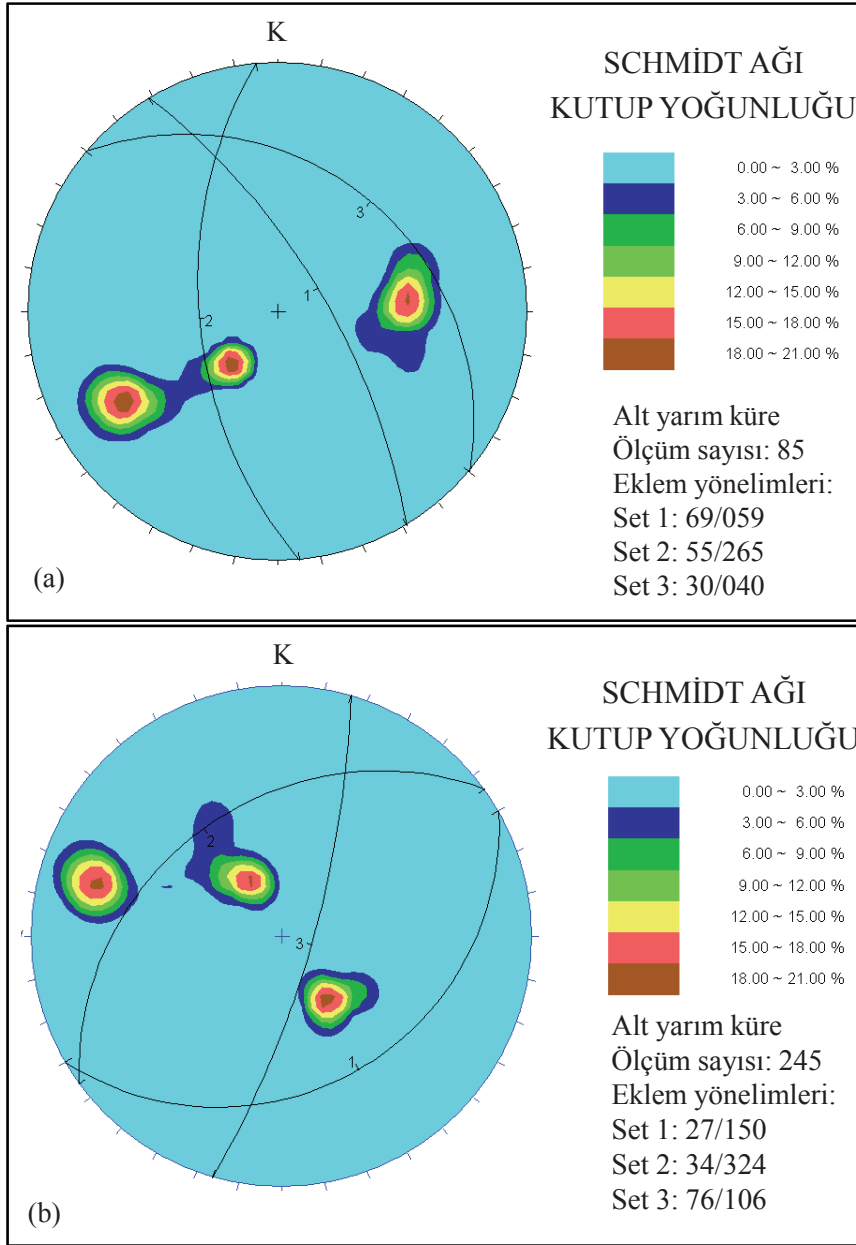 K
SCHMİDT AĞI
KUTUP YOĞUNLUĞU
0.00 ~ 3.00 %
3.00 ~ 6.00 %
6.00 ~ 9.00 %
9.00 ~ 12.00 %
12.00 ~ 15.00 %
15.00 ~ 18.00 %
18.00 ~ 21.00 %
3
1
2
Alt yarım küre
Ölçüm sayısı: 85
Eklem yönelimleri:
Set 1: 69/059
Set 2: 55/265
Set 3: 30/040
(a)
K
SCHMİDT AĞI
KUTUP YOĞUNLUĞU
0.00 ~ 3.00 %
3.00 ~ 6.00 %
6.00 ~ 9.00 %
9.00 ~ 12.00 %
12.00 ~ 15.00 %
15.00 ~ 18.00 %
18.00 ~ 21.00 %
2
3
1
Alt yarım küre
Ölçüm sayısı: 245
Eklem yönelimleri:
Set 1: 27/150
Set 2: 34/324
Set 3: 76/106
(b)